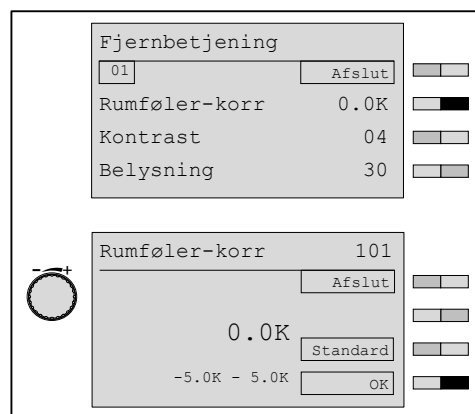 Fjernbetjening
01 Afslut
Rumføler-korr 0.0K
Kontrast 04
Belysning 30
Rumføler-korr 101
- +
Afslut
0.0K
Standard
-5.0K - 5.0K OK